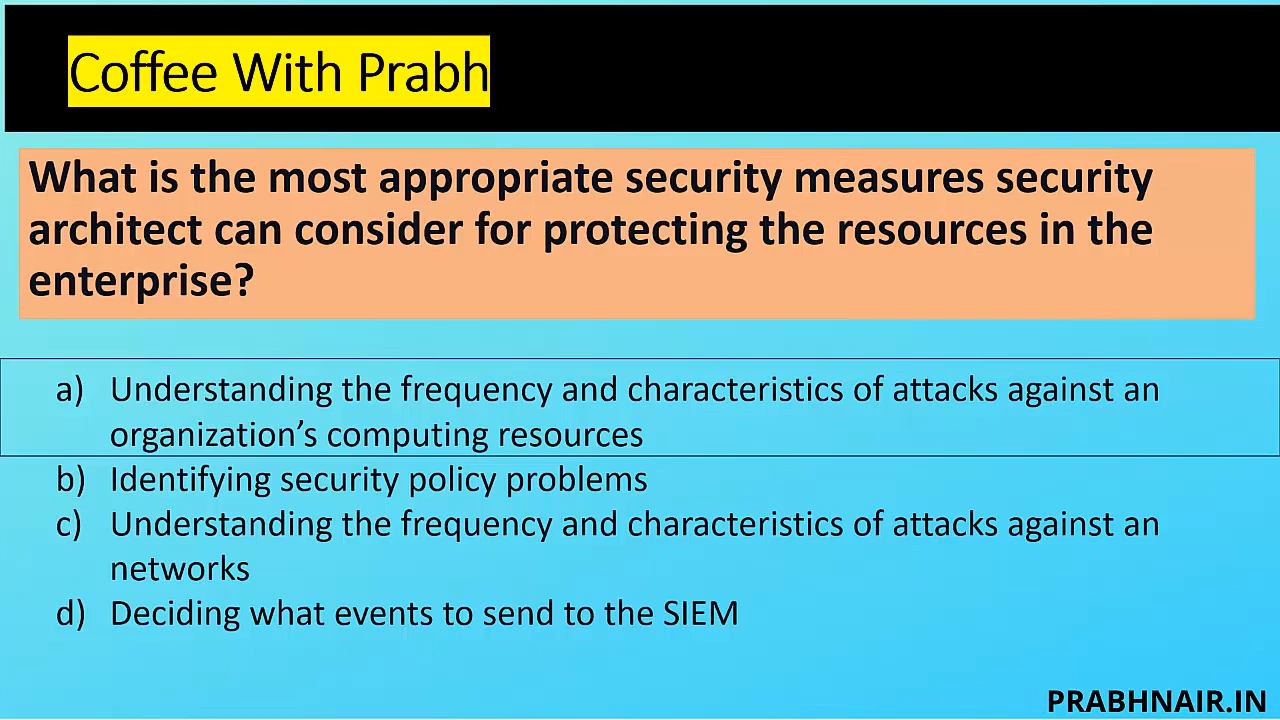 Coffee With Prabh
What is the most appropriate security measures security
architect can consider for protecting the resources in the
enterprise?
a) Understanding the frequency and characteristics of attacks against an
organization’s computing resources
b) Identifying security policy problems
c) Understanding the frequency and characteristics of attacks against an
networks
d) Deciding what events to send to the SIEM
PRABHNAIR.IN